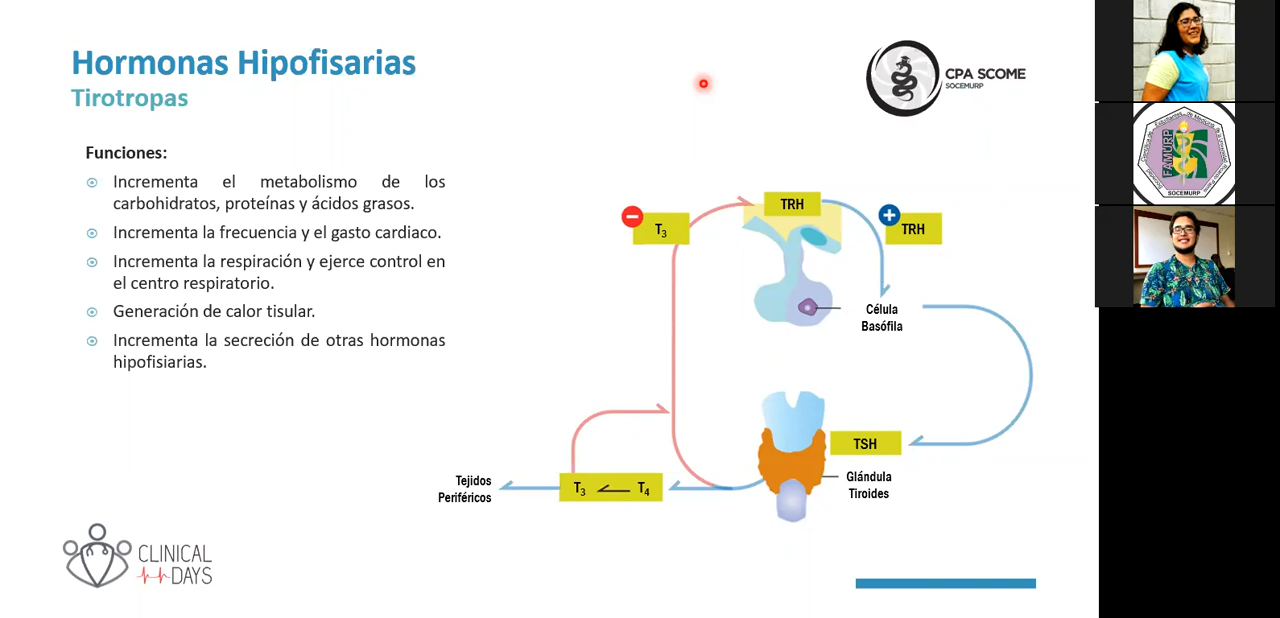 Hormonas Hipofisarias
Tirotropas
CPA SCOME
SOCEMURP
Funciones:
Incrementa el metabolismo de los
carbohidratos, proteínas y ácidos grasos.
Incrementa la frecuencia y el gasto cardiaco.
Incrementa la respiración y ejerce control en
el centro respiratorio.
Generación de calor tisular.
Incrementa la secreción de otras hormonas
hipofisiarias.
TRH
T3
TRH
Célula
Basófila
TSH
Glándula
Tiroides
T3
T4
Tejidos
Periféricos
CLINICAL
DAYS
FAMURP
SOCEMURP